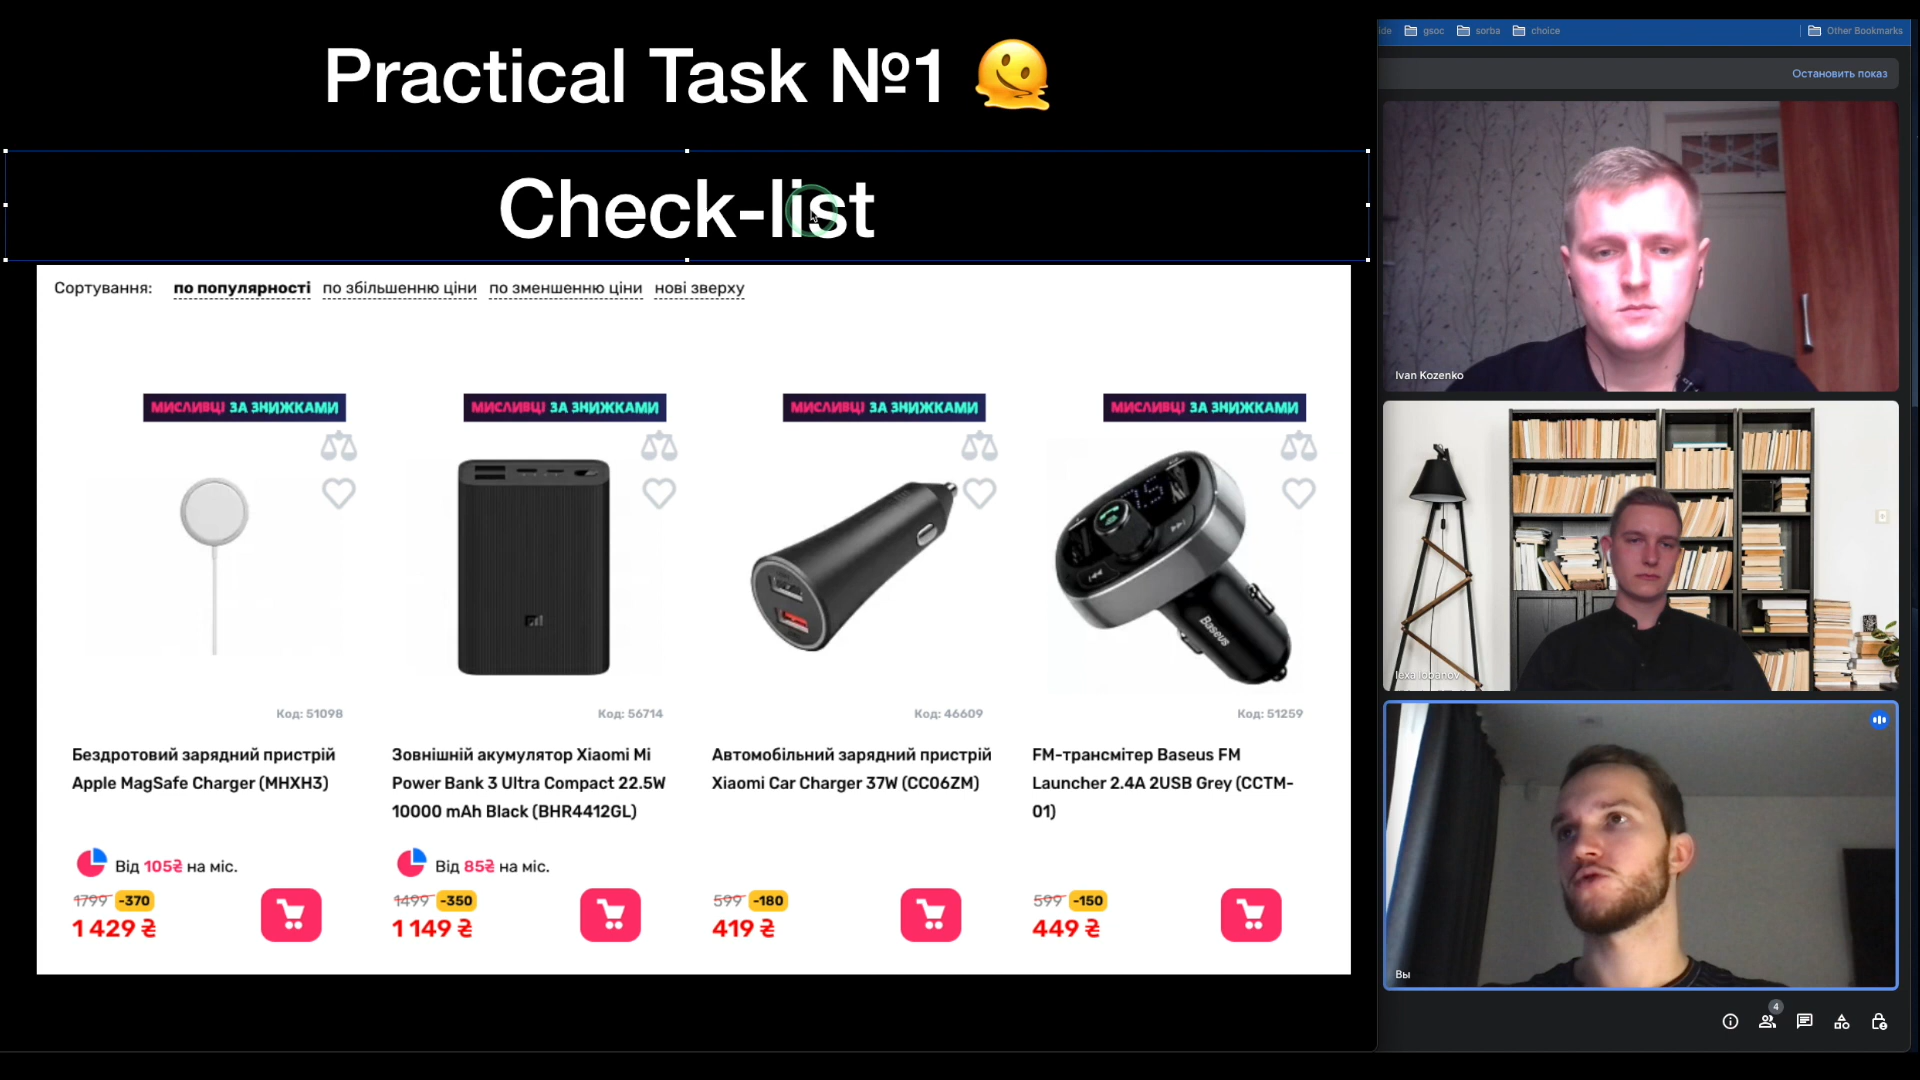 Practical Task №1 🫠
Check-list
Сортування: по популярності по збільшенню ціни по зменшенню ціни нові зверху
МИСЛИВЦІ ЗА ЗНИЖКАМИ
МИСЛИВЦІ ЗА ЗНИЖКАМИ
МИСЛИВЦІ ЗА ЗНИЖКАМИ
МИСЛИВЦІ ЗА ЗНИЖКАМИ
Baseus
Код: 51098
Код: 56714
Код: 46609
Код: 51259
Бездротовий зарядний пристрій
Apple MagSafe Charger (MHXH3)
Зовнішній акумулятор Xiaomi Mi
Power Bank 3 Ultra Compact 22.5W
10000 mAh Black (BHR4412GL)
Автомобільний зарядний пристрій
Xiaomi Car Charger 37W (CC06ZM)
FM-трансмітер Baseus FM
Launcher 2.4A 2USB Grey (CCTM-
01)
Від 105₴ на міс.
1799 -370
1 429 ₴
Від 85₴ на міс.
1499 -350
1 149 ₴
599 -180
419 ₴
599 -150
449 ₴
ide gsoc sorba choice Other Bookmarks
Остановить показ
Ivan Kozenko
lexa lobanov
Вы
4